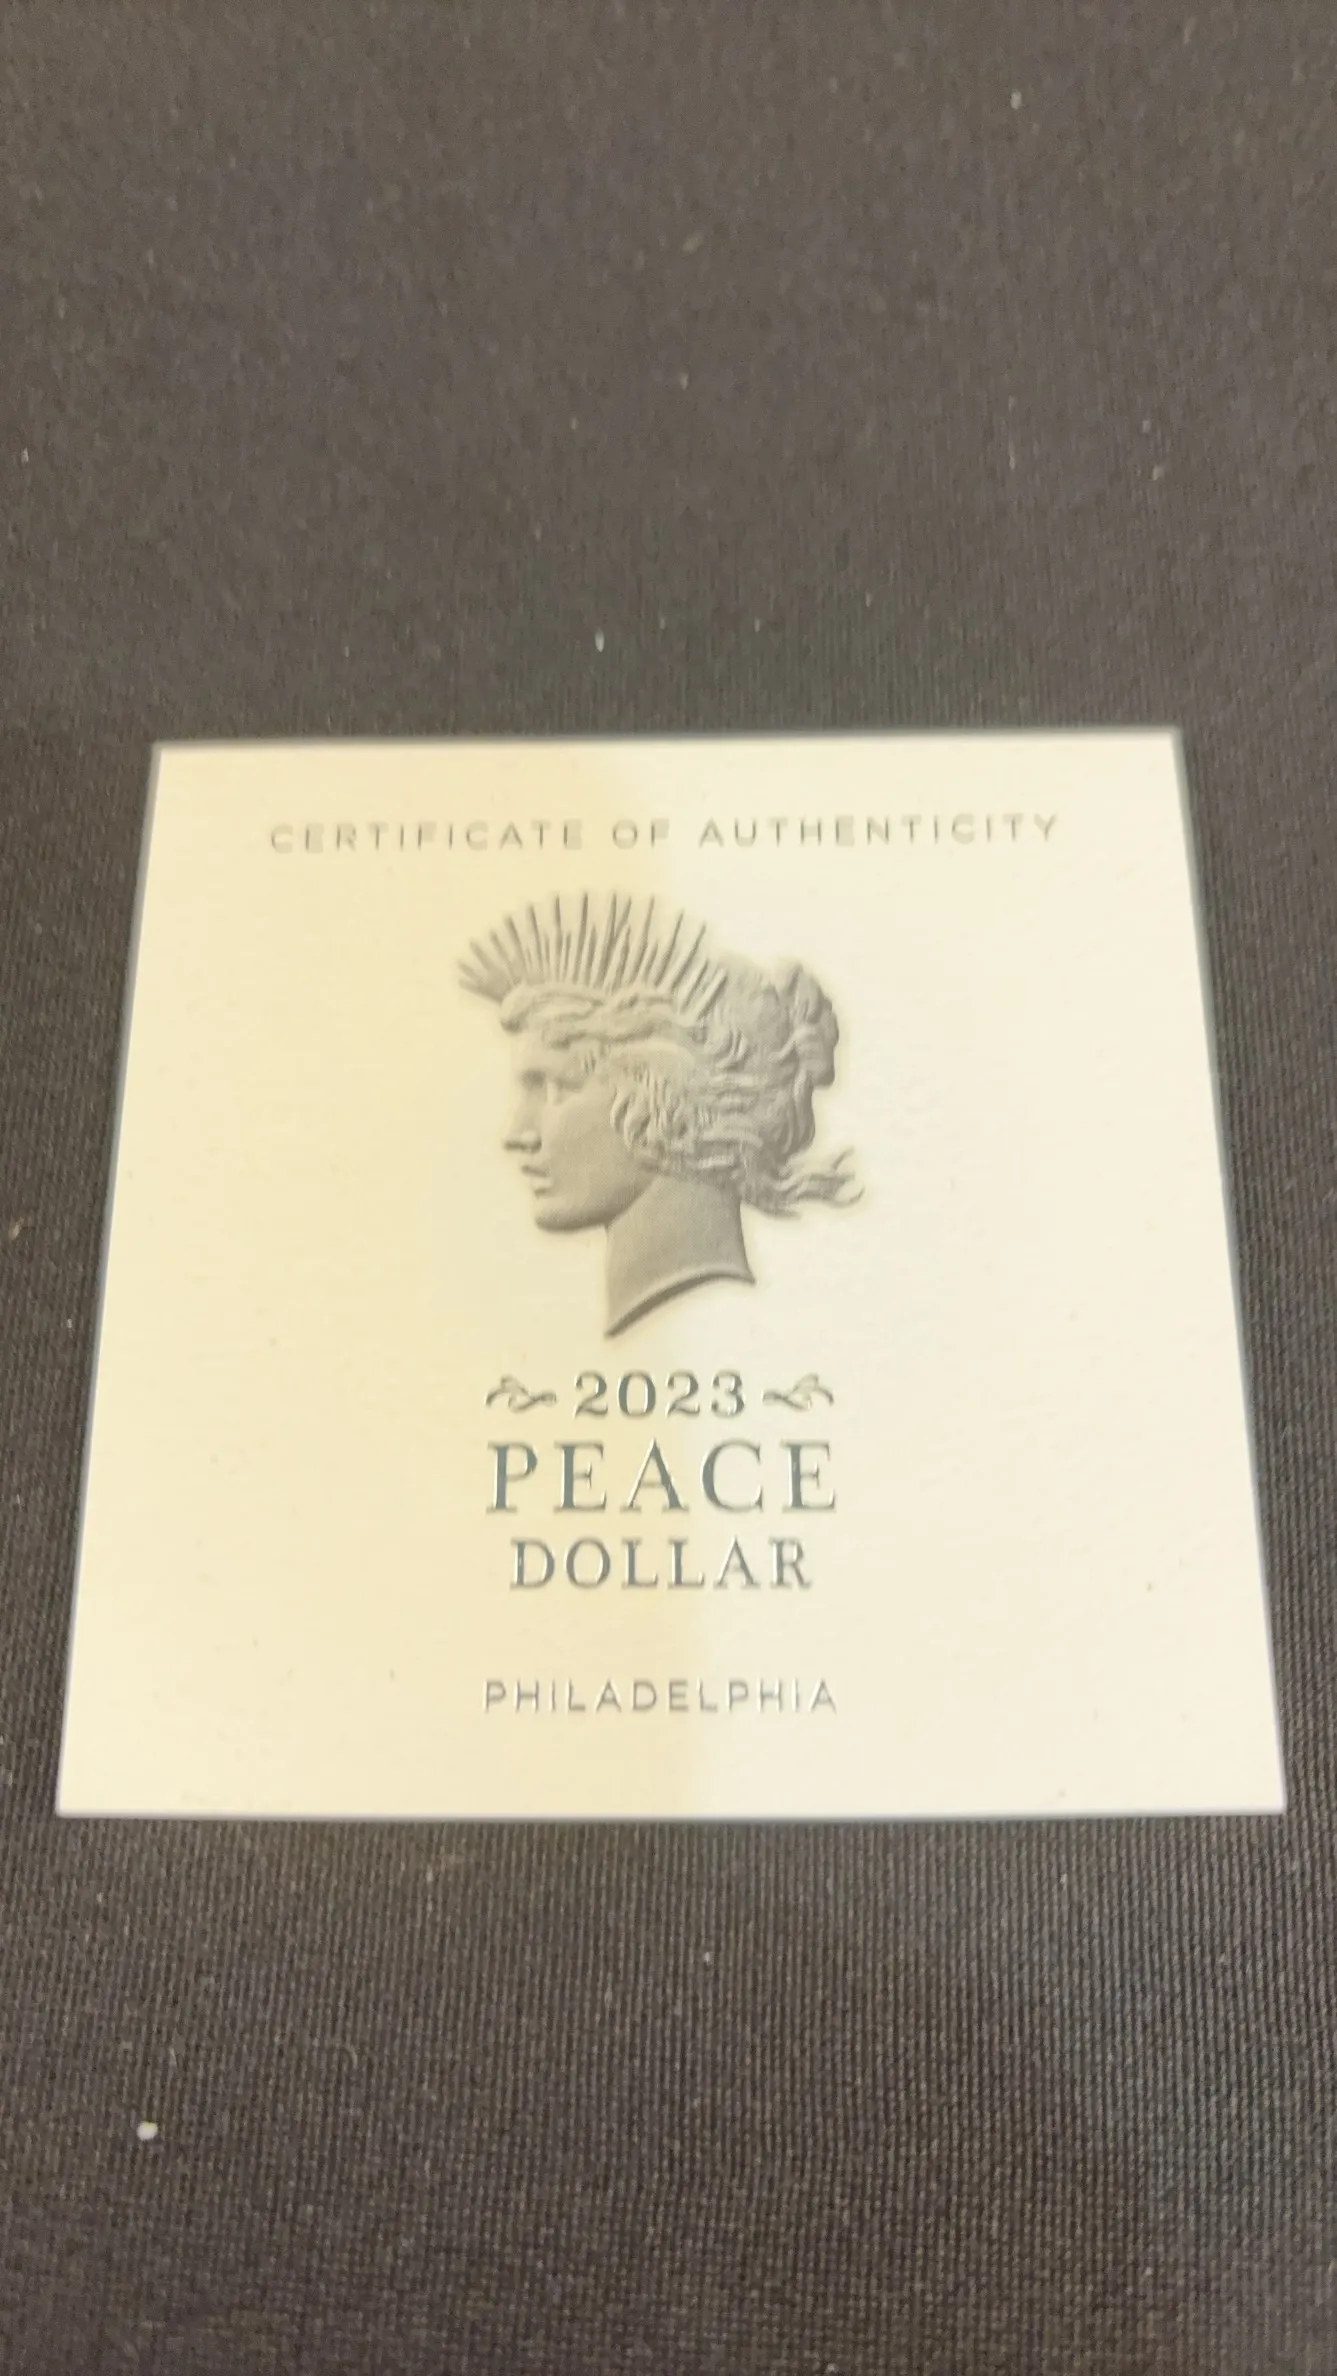 CERTIFICATE OF AUTHENTICITY
2023
PEACE
DOLLAR
PHILADELPHIA